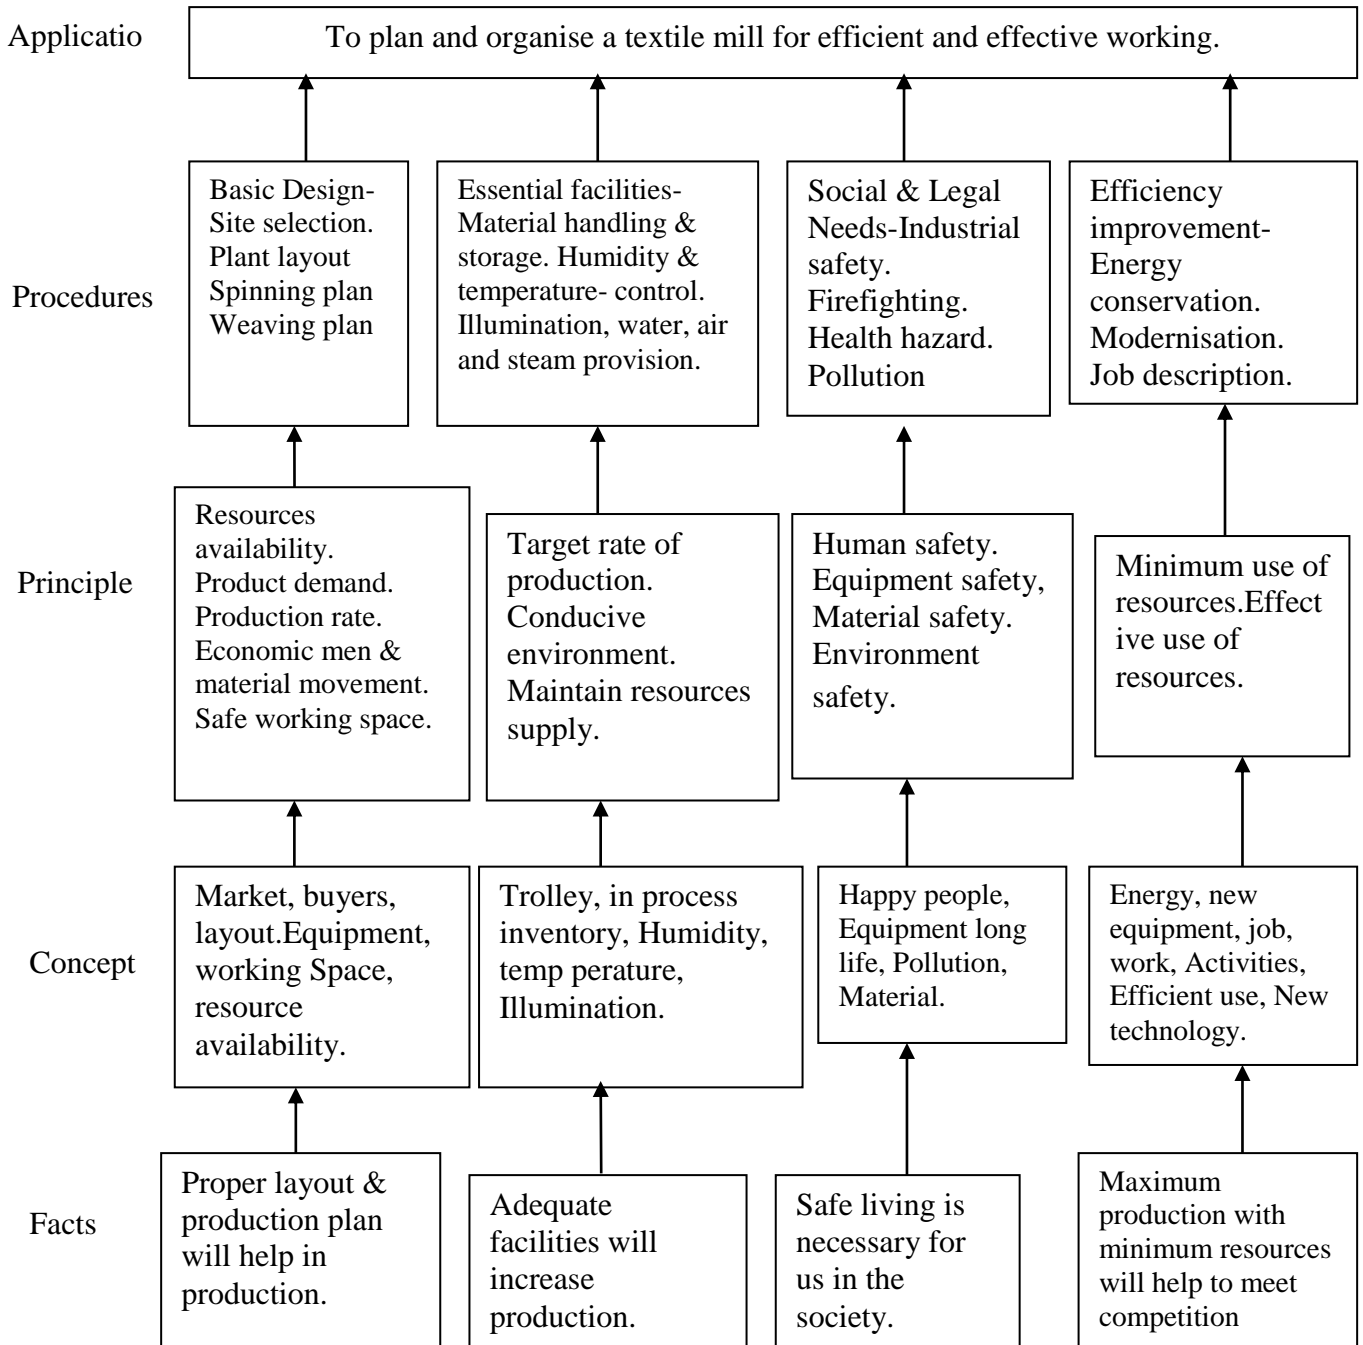 Applicatio
To plan and organise a textile mill for efficient and effective working.
Procedures
Basic Design-
Site selection.
Plant layout
Spinning plan
Weaving plan
Essential facilities-
Material handling &
storage. Humidity &
temperature- control.
Illumination, water, air
and steam provision.
Social & Legal
Needs-Industrial
safety.
Firefighting.
Health hazard.
Pollution
Efficiency
improvement-
Energy
conservation.
Modernisation.
Job description.
Principle
Resources
availability.
Product demand.
Production rate.
Economic men &
material movement.
Safe working space.
Target rate of
production.
Conducive
environment.
Maintain resources
supply.
Human safety.
Equipment safety,
Material safety.
Environment
safety.
Minimum use of
resources.Effect
ive use of
resources.
Concept
Market, buyers,
layout.Equipment,
working Space,
resource
availability.
Trolley, in process
inventory, Humidity,
temp perature,
Illumination.
Happy people,
Equipment long
life, Pollution,
Material.
Energy, new
equipment, job,
work, Activities,
Efficient use, New
technology.
Facts
Proper layout &
production plan
will help in
production.
Adequate
facilities will
increase
production.
Safe living is
necessary for
us in the
society.
Maximum
production with
minimum resources
will help to meet
competition